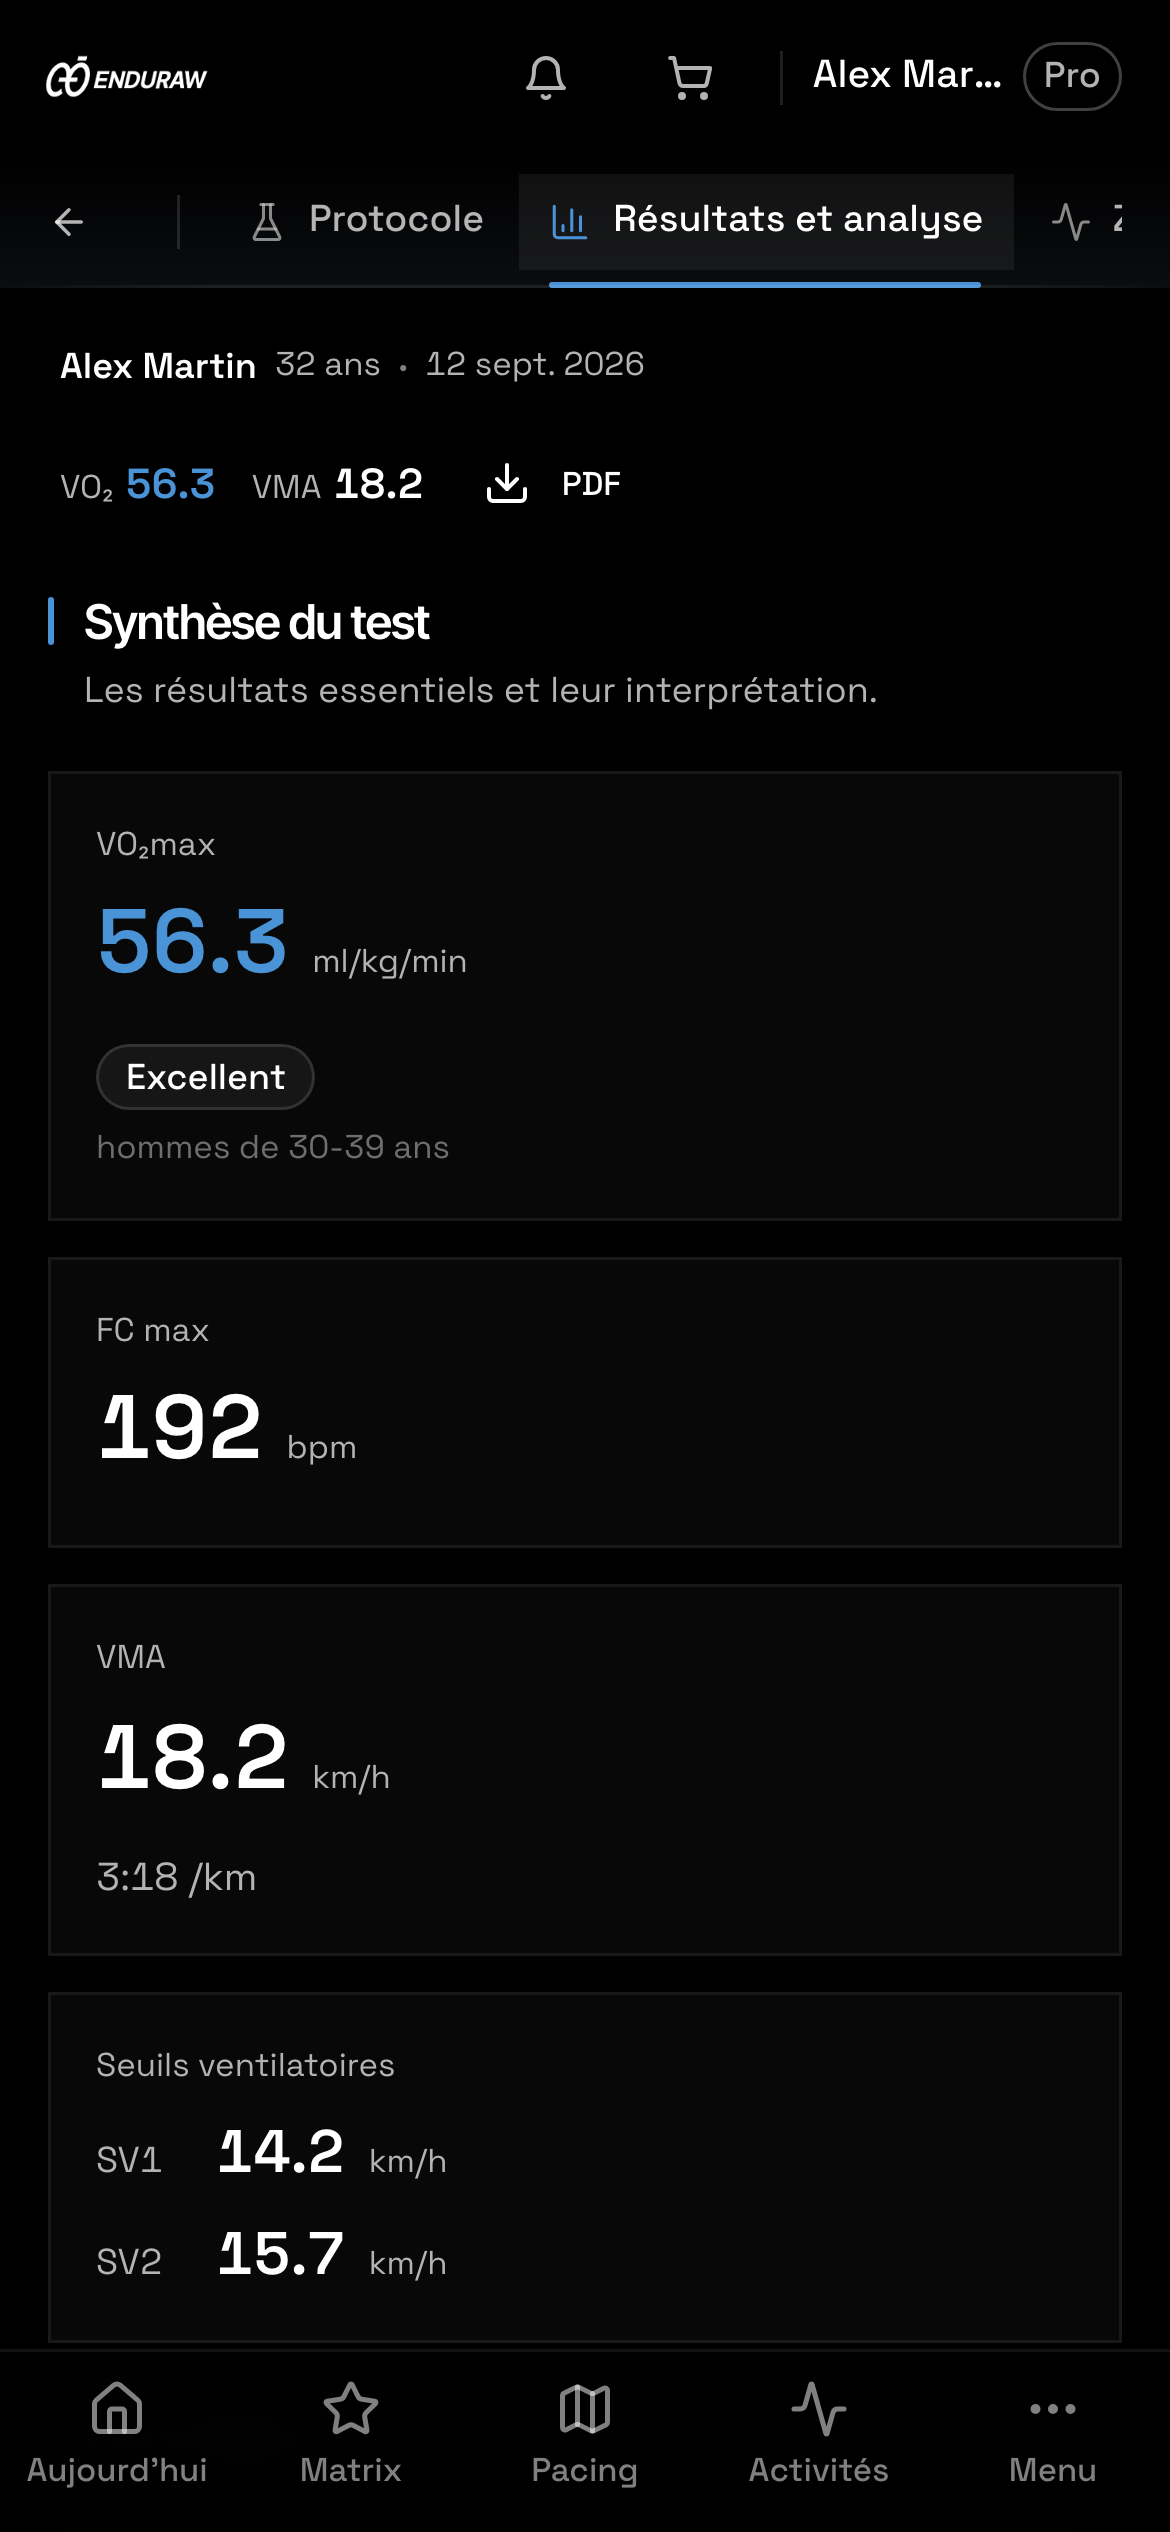 ENDURAW
Alex Mar...
Pro
Protocole
Résultats et analyse
Alex Martin 32 ans • 12 sept. 2026
VO₂ 56.3 VMA 18.2 PDF
Synthèse du test
Les résultats essentiels et leur interprétation.
VO₂max
56.3 ml/kg/min
Excellent
hommes de 30-39 ans
FC max
192 bpm
VMA
18.2 km/h
3:18 /km
Seuils ventilatoires
SV1 14.2 km/h
SV2 15.7 km/h
Aujourd’hui
Matrix
Pacing
Activités
Menu